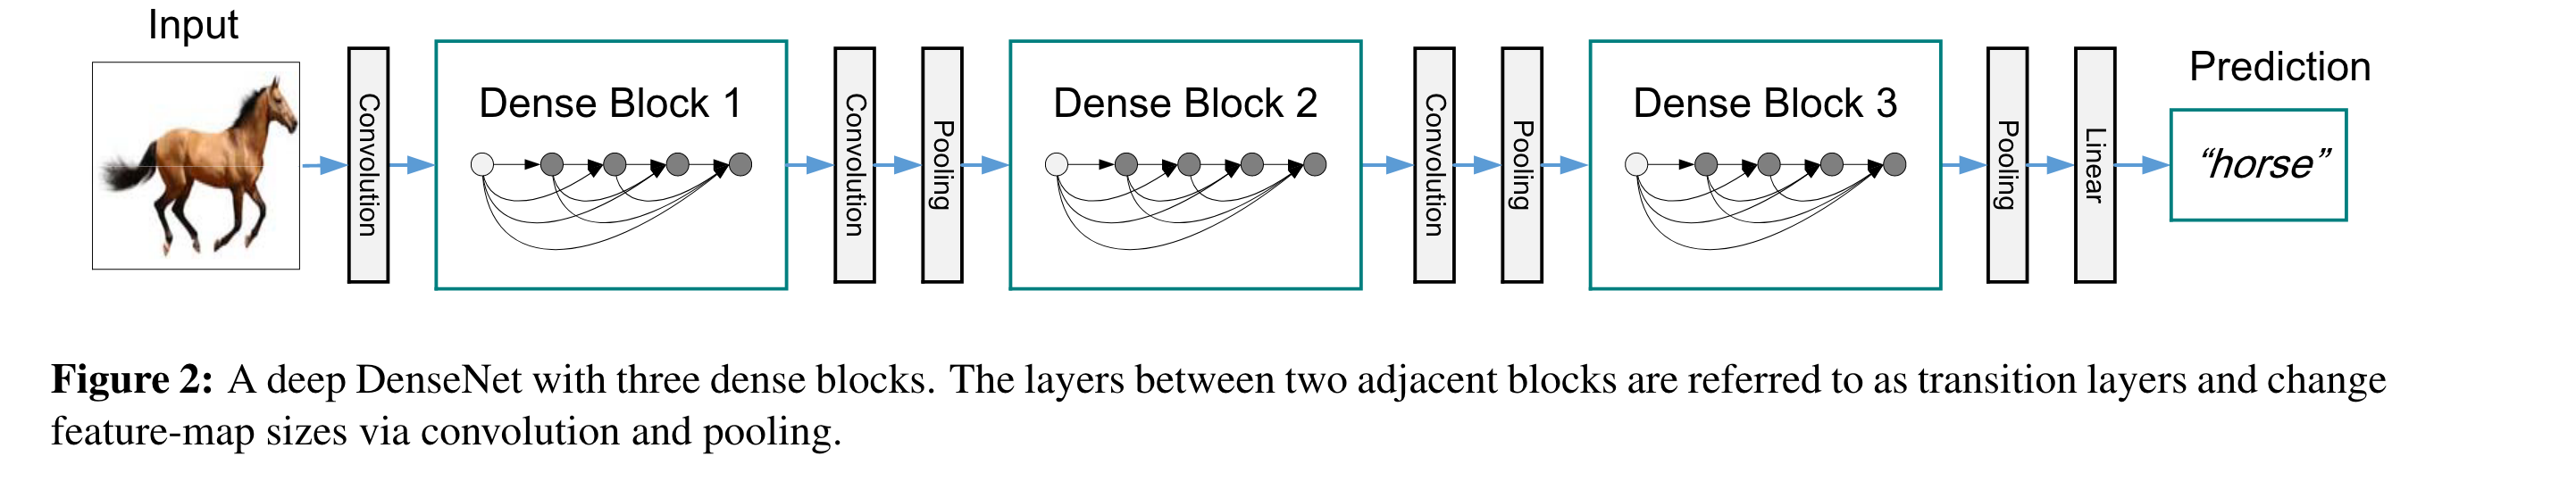 Input
Convolution
Dense Block 1
Convolution
Pooling
Dense Block 2
Convolution
Pooling
Dense Block 3
Pooling
Linear
Prediction
“horse”
Figure 2: A deep DenseNet with three dense blocks. The layers between two adjacent blocks are referred to as transition layers and change
feature-map sizes via convolution and pooling.